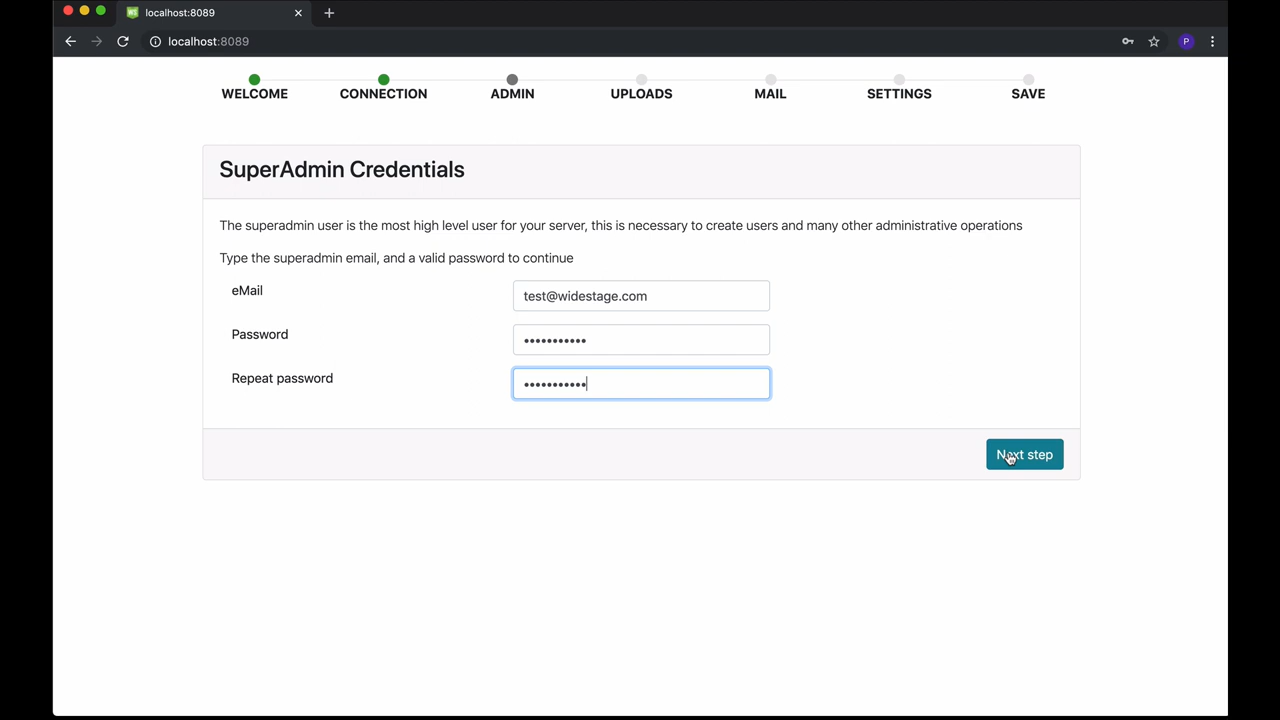 localhost:8089
localhost:8089
P
WELCOME CONNECTION ADMIN UPLOADS MAIL SETTINGS SAVE
SuperAdmin Credentials
The superadmin user is the most high level user for your server, this is necessary to create users and many other administrative operations
Type the superadmin email, and a valid password to continue
eMail test@widestage.com
Password •••••••••••
Repeat password •••••••••••
Next step